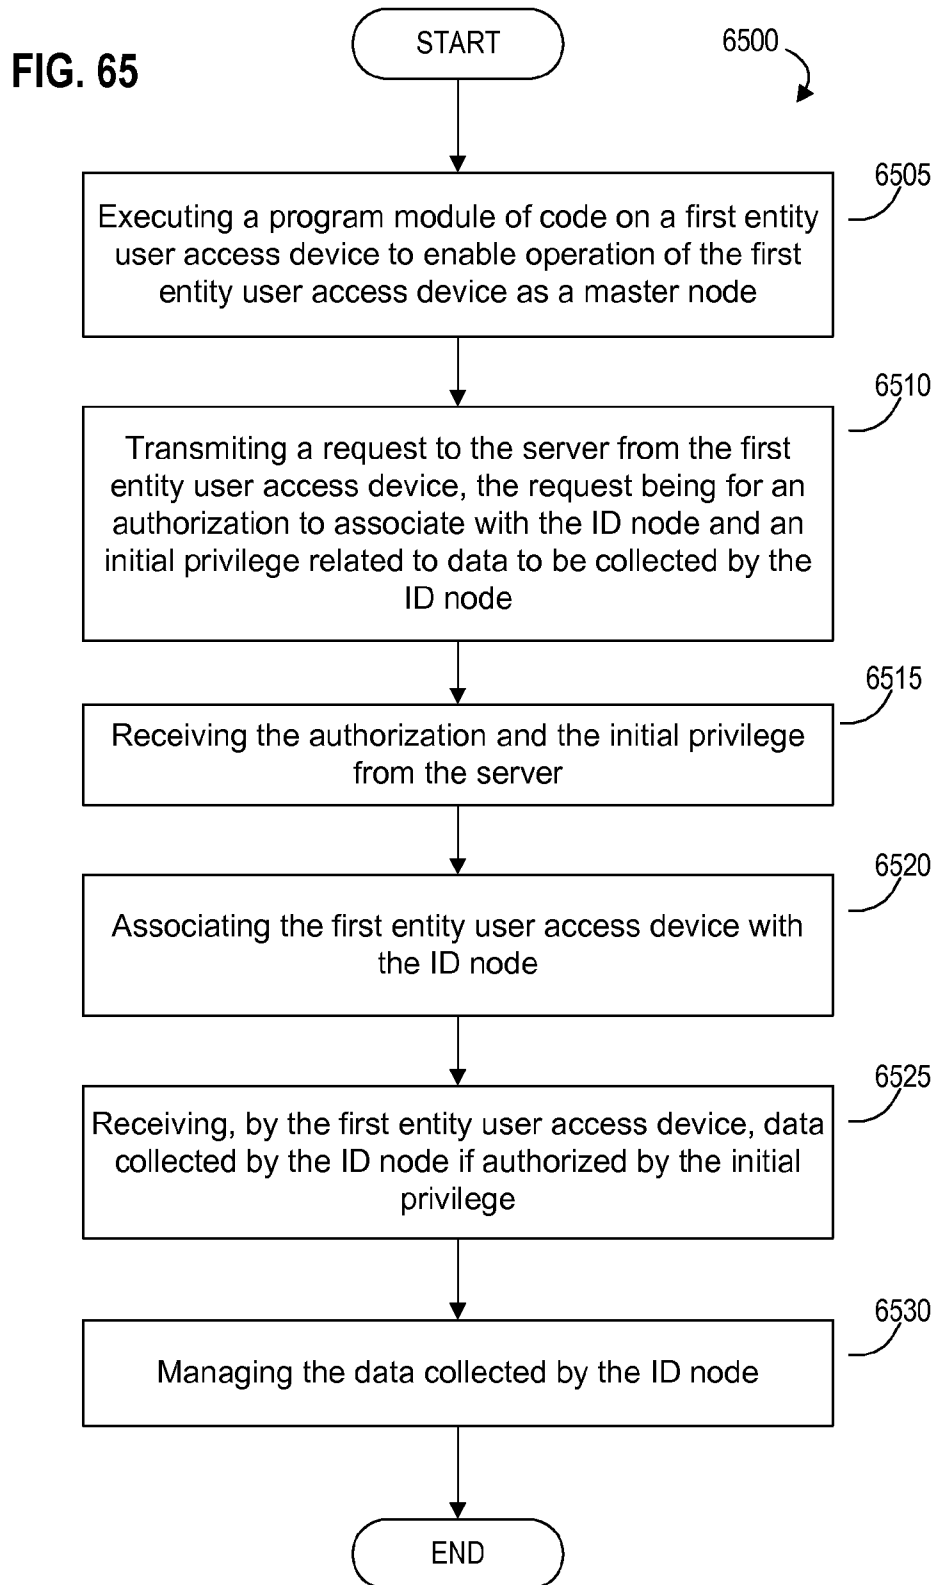 START
6500
FIG. 65
6505
Executing a program module of code on a first entity
user access device to enable operation of the first
entity user access device as a master node
6510
Transmiting a request to the server from the first
entity user access device, the request being for an
authorization to associate with the ID node and an
initial privilege related to data to be collected by the
ID node
6515
Receiving the authorization and the initial privilege
from the server
6520
Associating the first entity user access device with
the ID node
6525
Receiving, by the first entity user access device, data
collected by the ID node if authorized by the initial
privilege
6530
Managing the data collected by the ID node
END